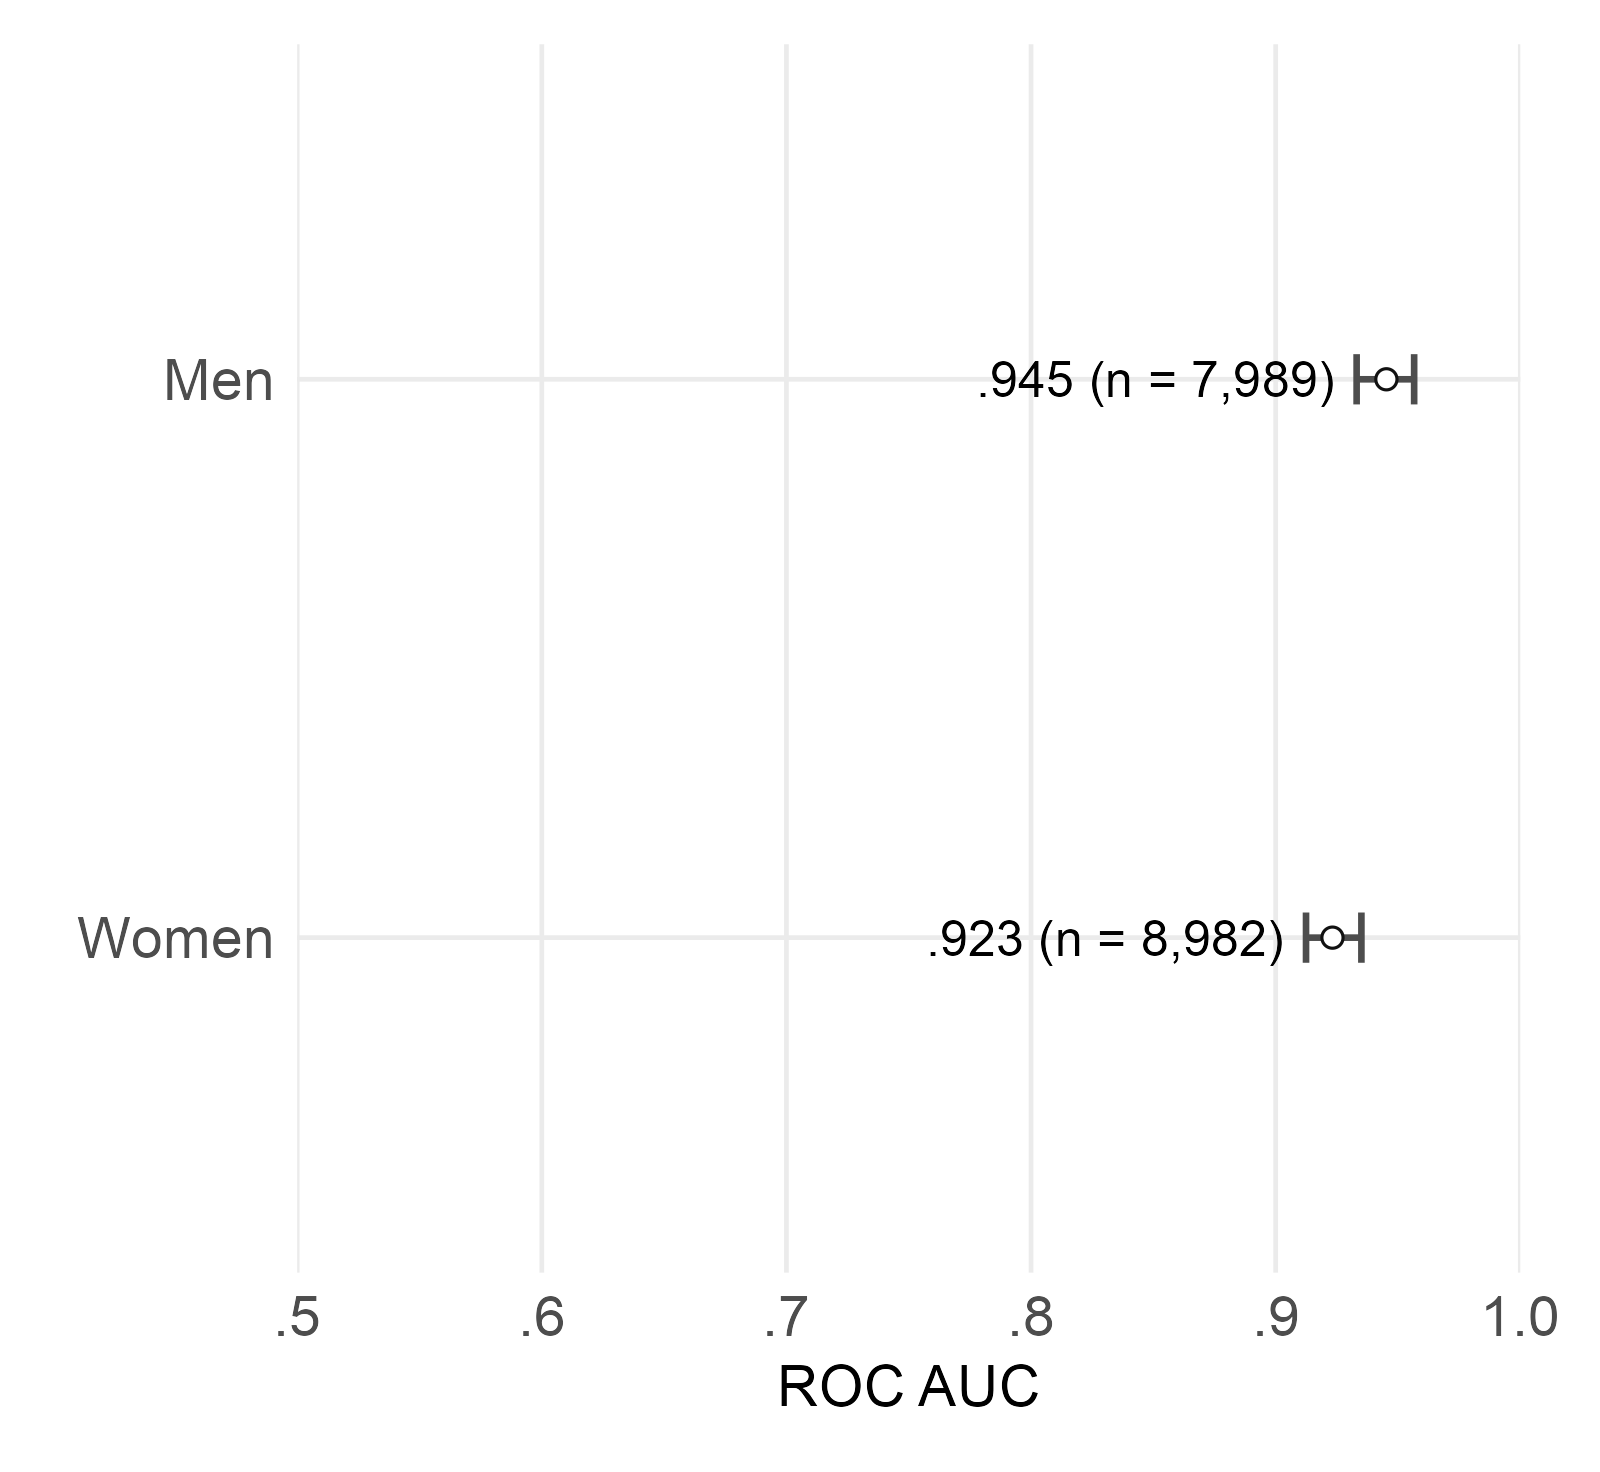 Men
.945 (n = 7,989)
Women
.923 (n = 8,982)
.5 .6 .7 .8 .9 1.0
ROC AUC